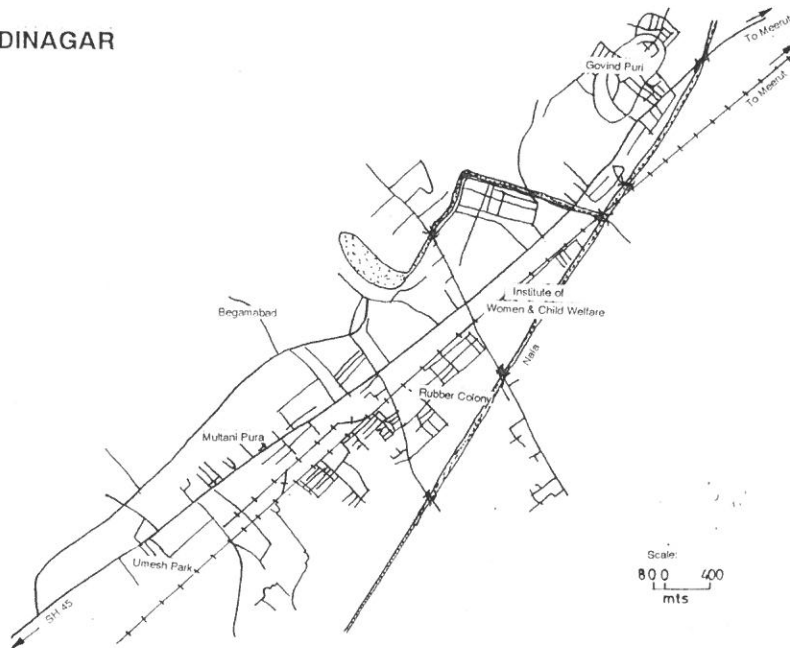 DINAGAR
To Meerut
Govind Puri
To Meerut
Institute of
Women & Child Welfare
Begamabad
Nala
Rubber Colony
Multani Pura
Umesh Park
SH 45
Scale:
80 0 400
mts